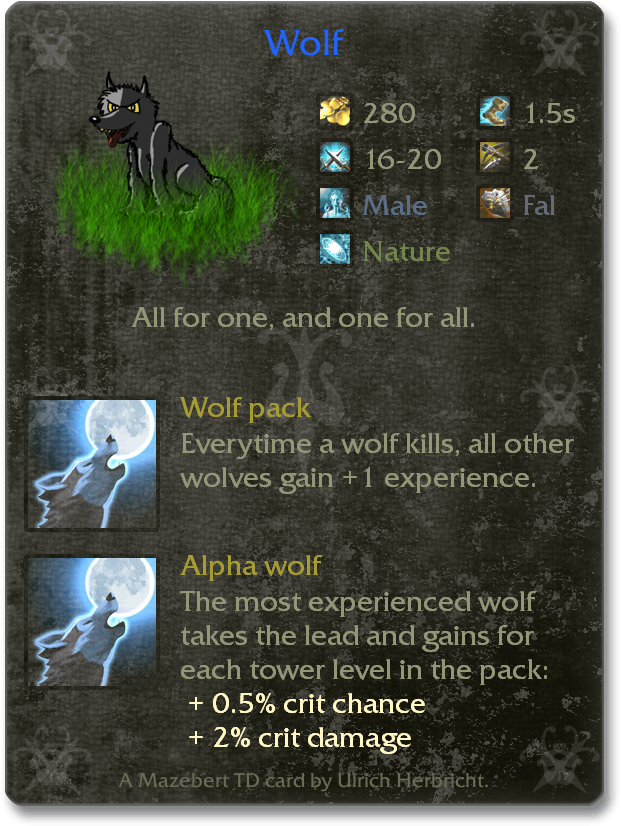 Wolf
280 1.5s
16-20 2
Male Fal
Nature
All for one, and one for all.
Wolf pack
Everytime a wolf kills, all other
wolves gain +1 experience.
Alpha wolf
The most experienced wolf
takes the lead and gains for
each tower level in the pack:
+ 0.5% crit chance
+ 2% crit damage
A Mazebert TD card by Ulrich Herbricht.